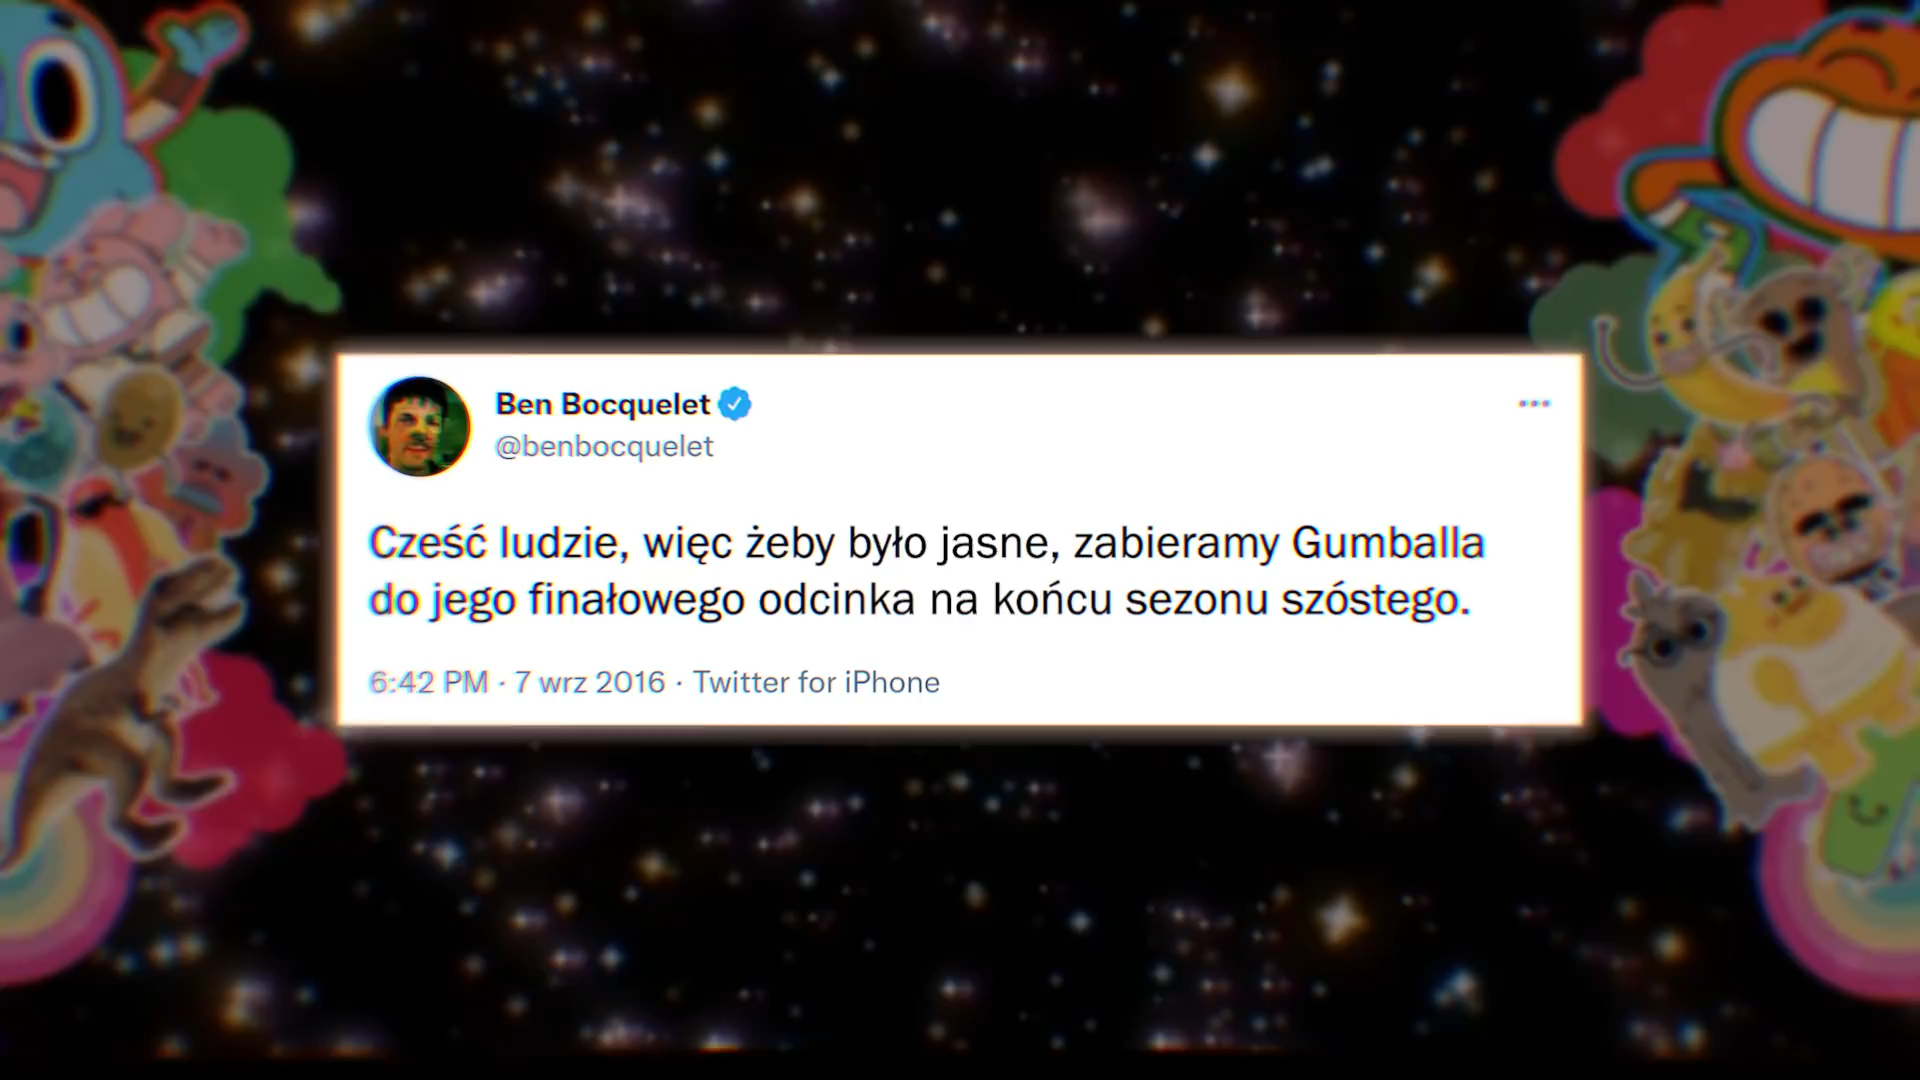 Ben Bocquelet
@benbocquelet
Cześć ludzie, więc żeby było jasne, zabieramy Gumballa
do jego finałowego odcinka na końcu sezonu szóstego.
6:42 PM · 7 wrz 2016 · Twitter for iPhone